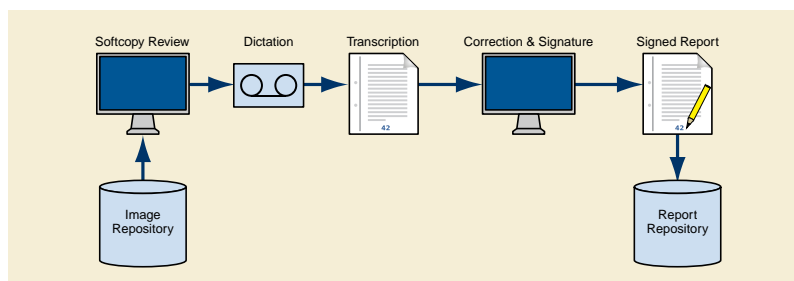 Softcopy Review
Dictation
Transcription
Correction & Signature
Signed Report
42
42
Image
Repository
Report
Repository